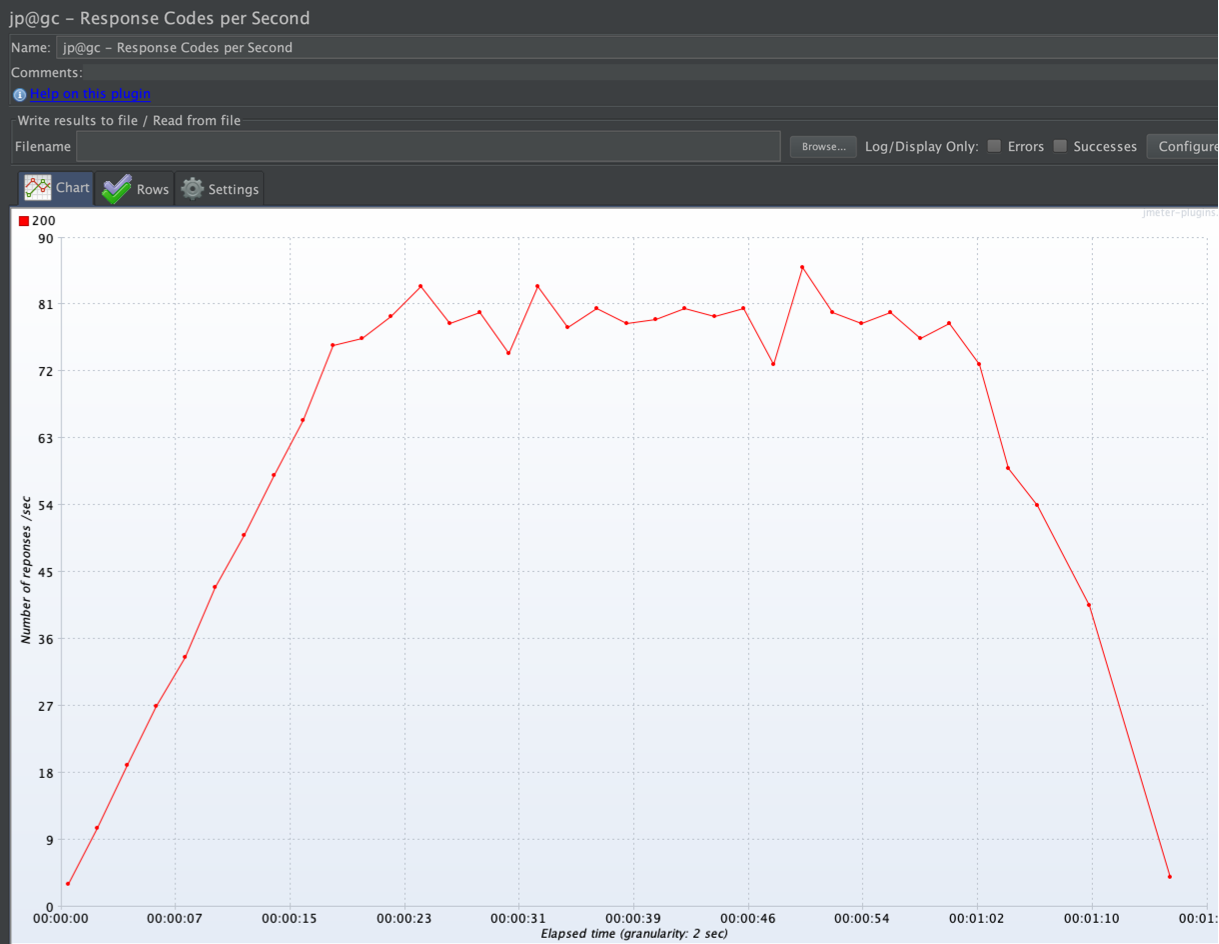 jp@gc – Response Codes per Second
Name: jp@gc – Response Codes per Second
Comments:
Help on this plugin
Write results to file / Read from file
Filename Browse... Log/Display Only: Errors Successes Configure
Chart Rows Settings
jmeter-plugins.
200
90
81
72
63
54
45
36
27
18
9
0
Number of reponses /sec
00:00:00 00:00:07 00:00:15 00:00:23 00:00:31 00:00:39 00:00:46 00:00:54 00:01:02 00:01:10 00:01:
Elapsed time (granularity: 2 sec)